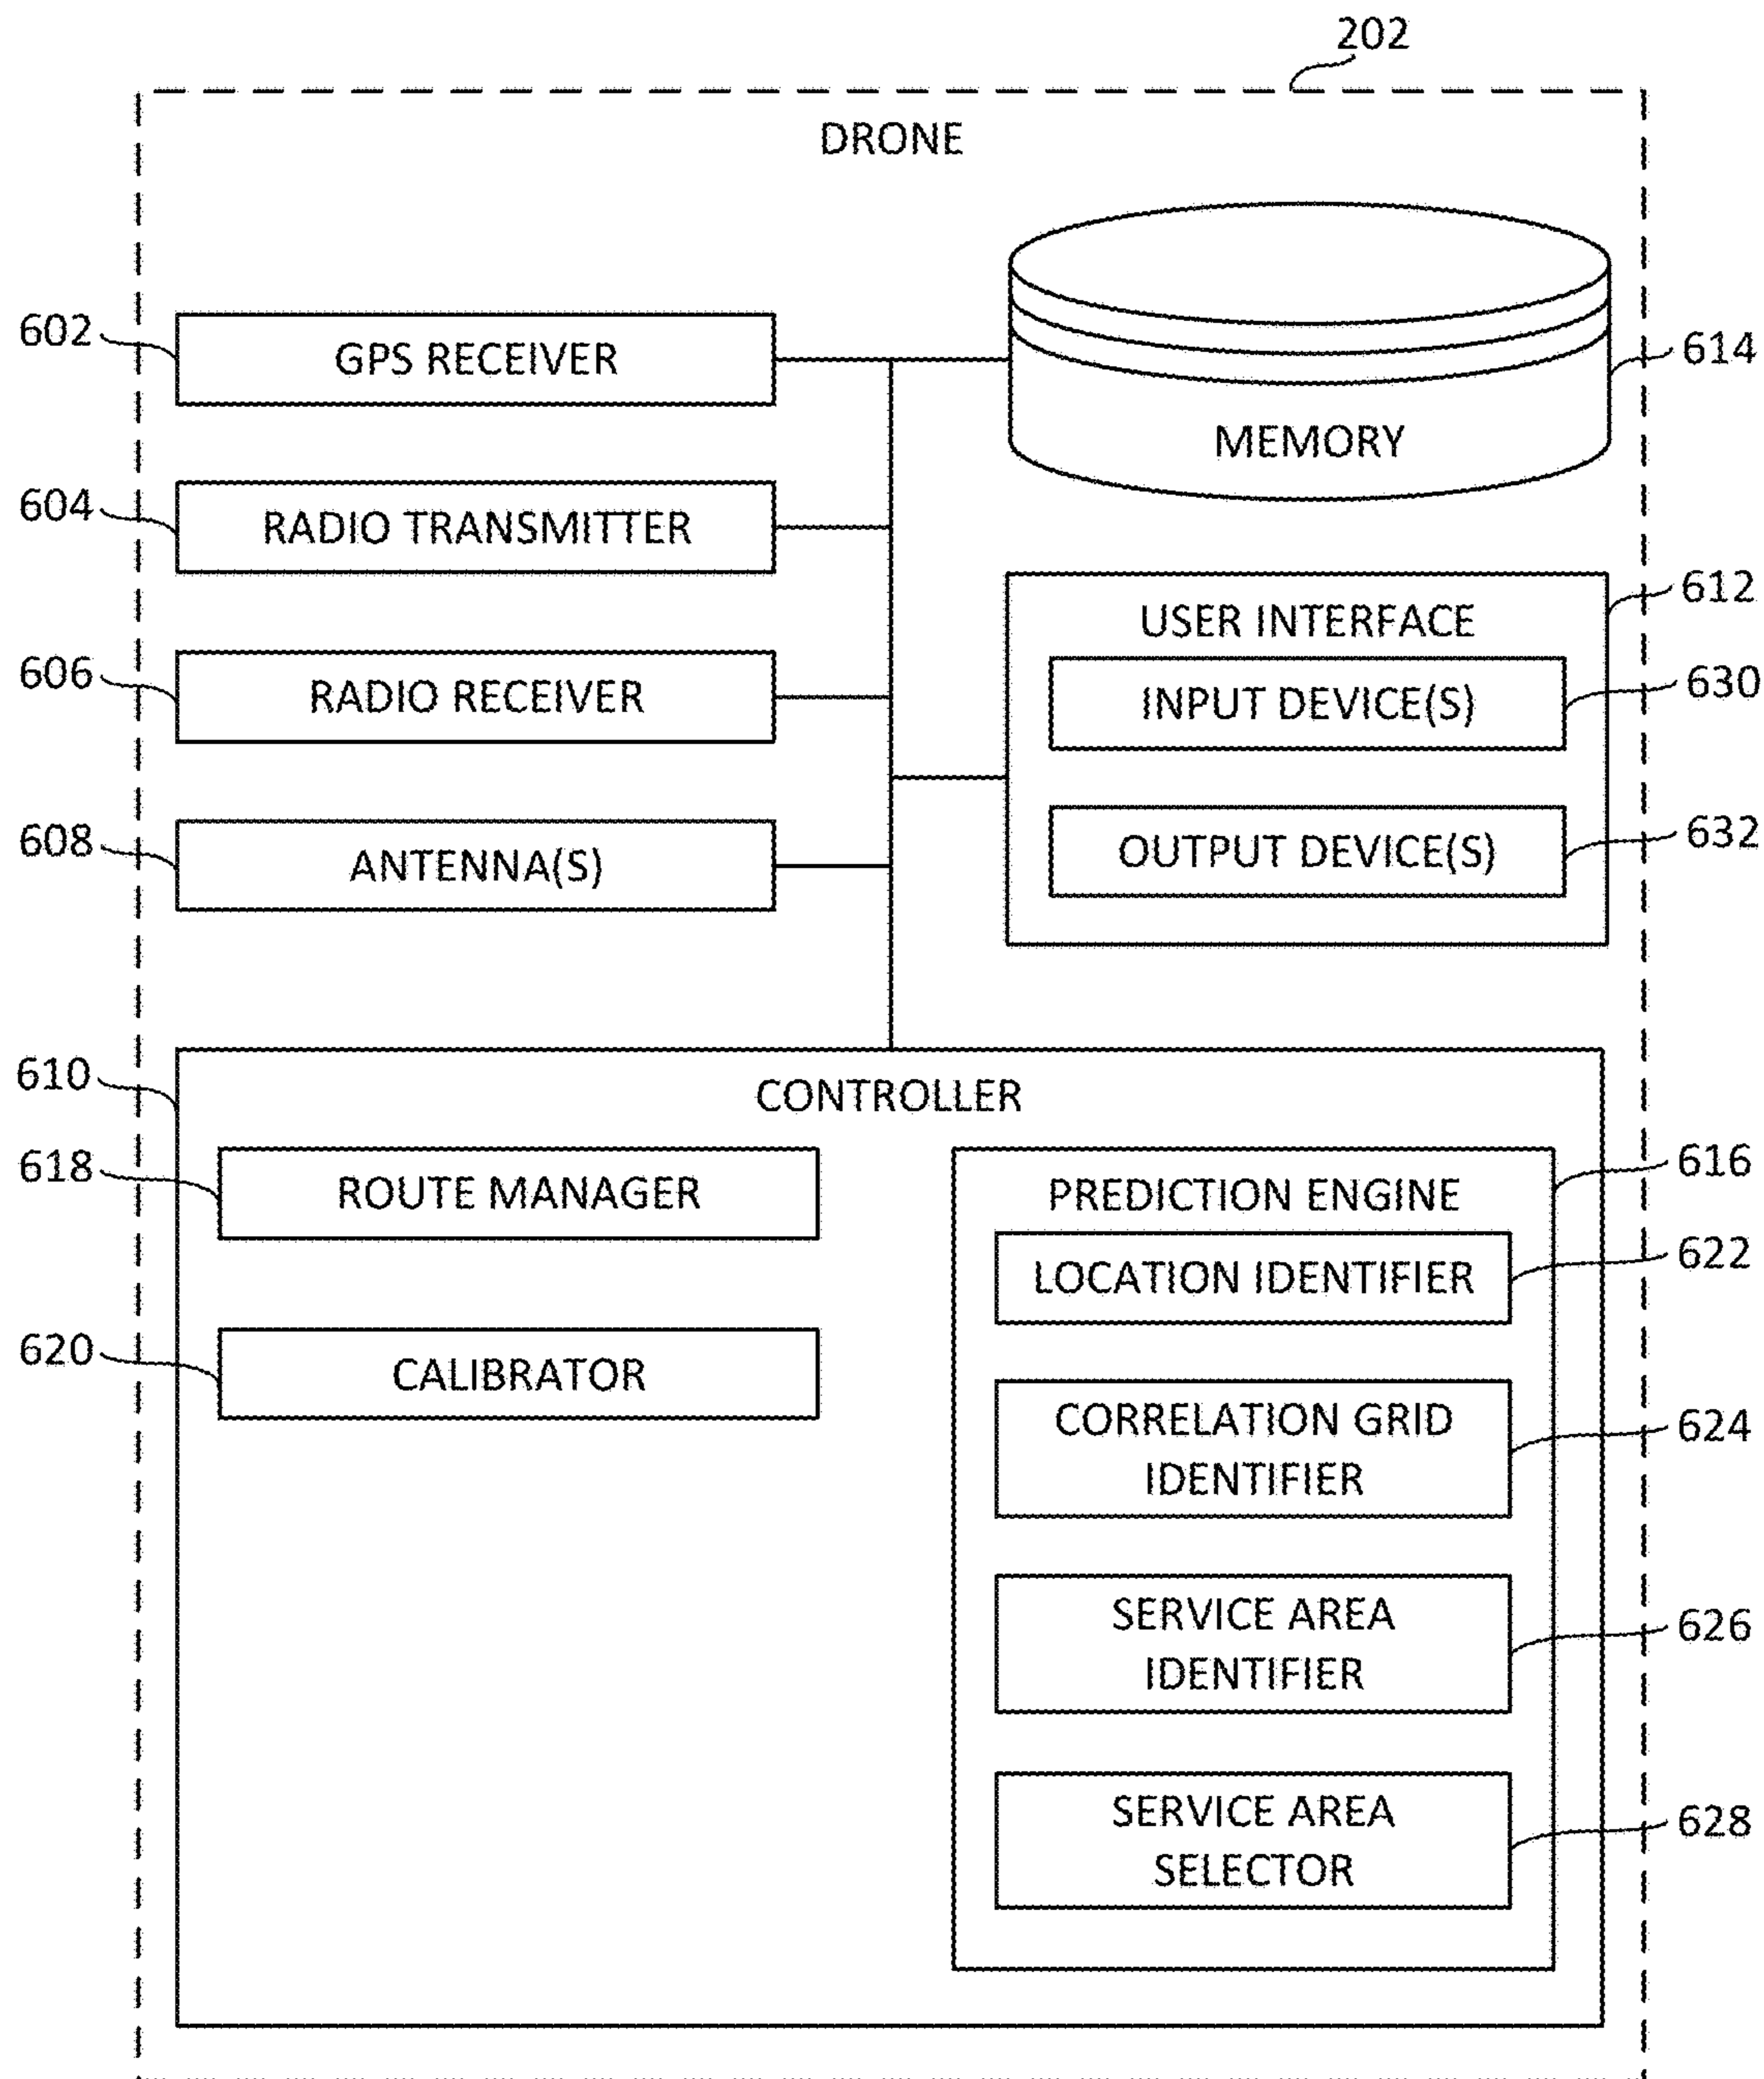 202
DRONE
602
GPS RECEIVER
614
MEMORY
604
RADIO TRANSMITTER
612
USER INTERFACE
606
RADIO RECEIVER
630
INPUT DEVICE(S)
608
ANTENNA(S)
632
OUTPUT DEVICE(S)
610
CONTROLLER
618
ROUTE MANAGER
616
PREDICTION ENGINE
622
LOCATION IDENTIFIER
620
CALIBRATOR
624
CORRELATION GRID
IDENTIFIER
626
SERVICE AREA
IDENTIFIER
628
SERVICE AREA
SELECTOR